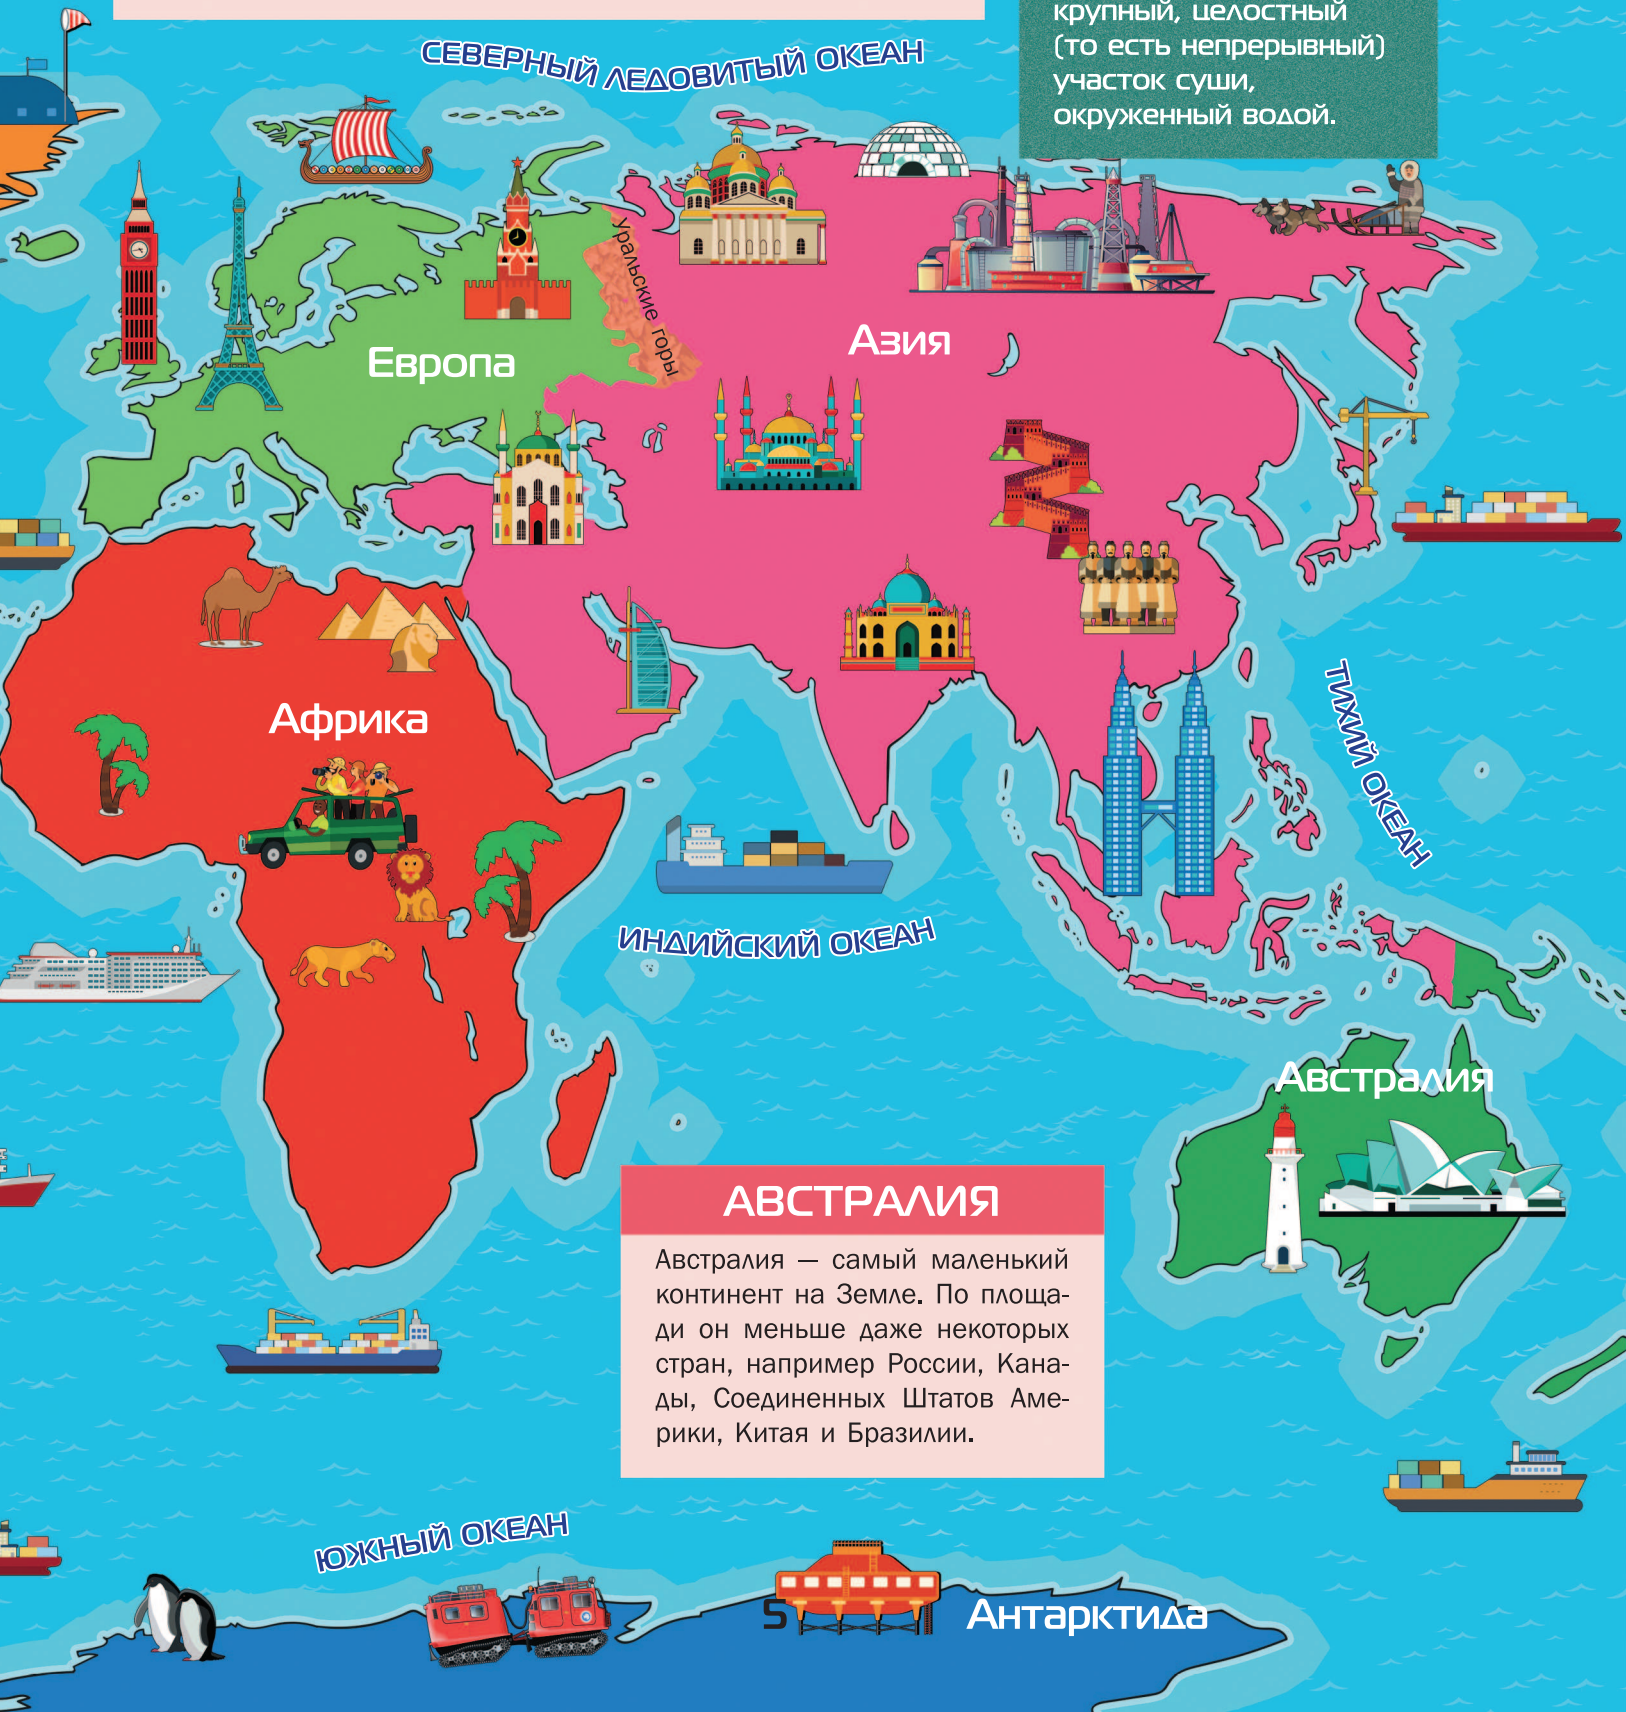 крупный, целостный
(то есть непрерывный)
участок суши,
окруженный водой.
СЕВЕРНЫЙ ЛЕДОВИТЫЙ ОКЕАН
Уральские горы
Европа
Азия
Африка
ТИХИЙ ОКЕАН
ИНДИЙСКИЙ ОКЕАН
Австралия
АВСТРАЛИЯ
Австралия — самый маленький
континент на Земле. По площа-
ди он меньше даже некоторых
стран, например России, Кана-
ды, Соединенных Штатов Аме-
рики, Китая и Бразилии.
ЮЖНЫЙ ОКЕАН
5
Антарктида